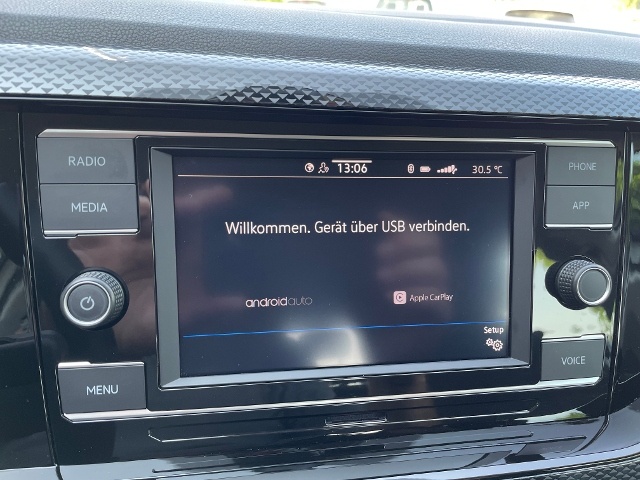 RADIO
MEDIA
MENU
13:06
30.5 °C
Willkommen. Gerät über USB verbinden.
androidauto
Apple CarPlay
Setup
PHONE
APP
VOICE